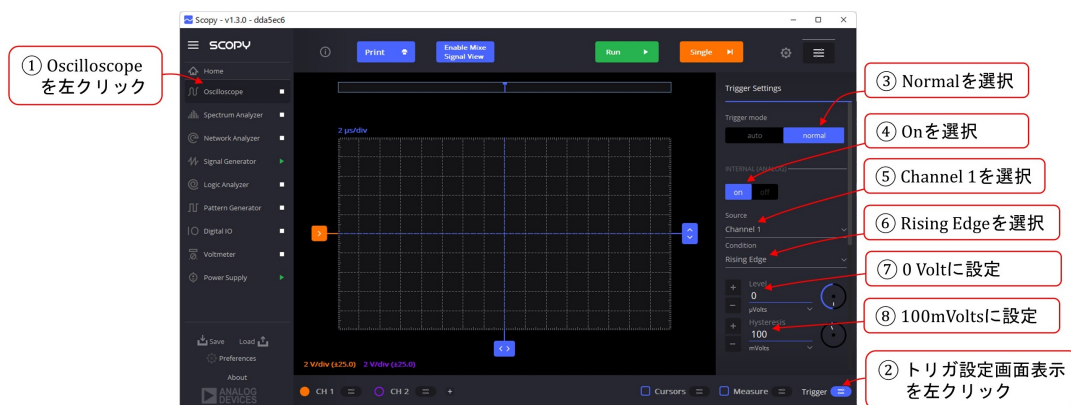 Scopy - v1.3.0 - dda5ec6
SCOPY
Print
Enable Mixe
Signal View
Run
Single
① Oscilloscope
を左クリック
Home
Oscilloscope
Spectrum Analyzer
Network Analyzer
Signal Generator
Logic Analyzer
Pattern Generator
Digital IO
Voltmeter
Power Supply
Save
Load
Preferences
About
ANALOG
DEVICES
2 µs/div
2 V/div (±25.0)
2 V/div (±25.0)
CH 1
CH 2
+
Cursors
Measure
Trigger
Trigger Settings
Trigger mode
auto
normal
INTERNAL (ANALOG)
on
off
Source
Channel 1
Condition
Rising Edge
+
Level
0
−
µVolts
+
Hysteresis
100
−
mVolts
③ Normalを選択
④ Onを選択
⑤ Channel 1を選択
⑥ Rising Edgeを選択
⑦ 0 Voltに設定
⑧ 100mVoltsに設定
② トリガ設定画面表示
を左クリック